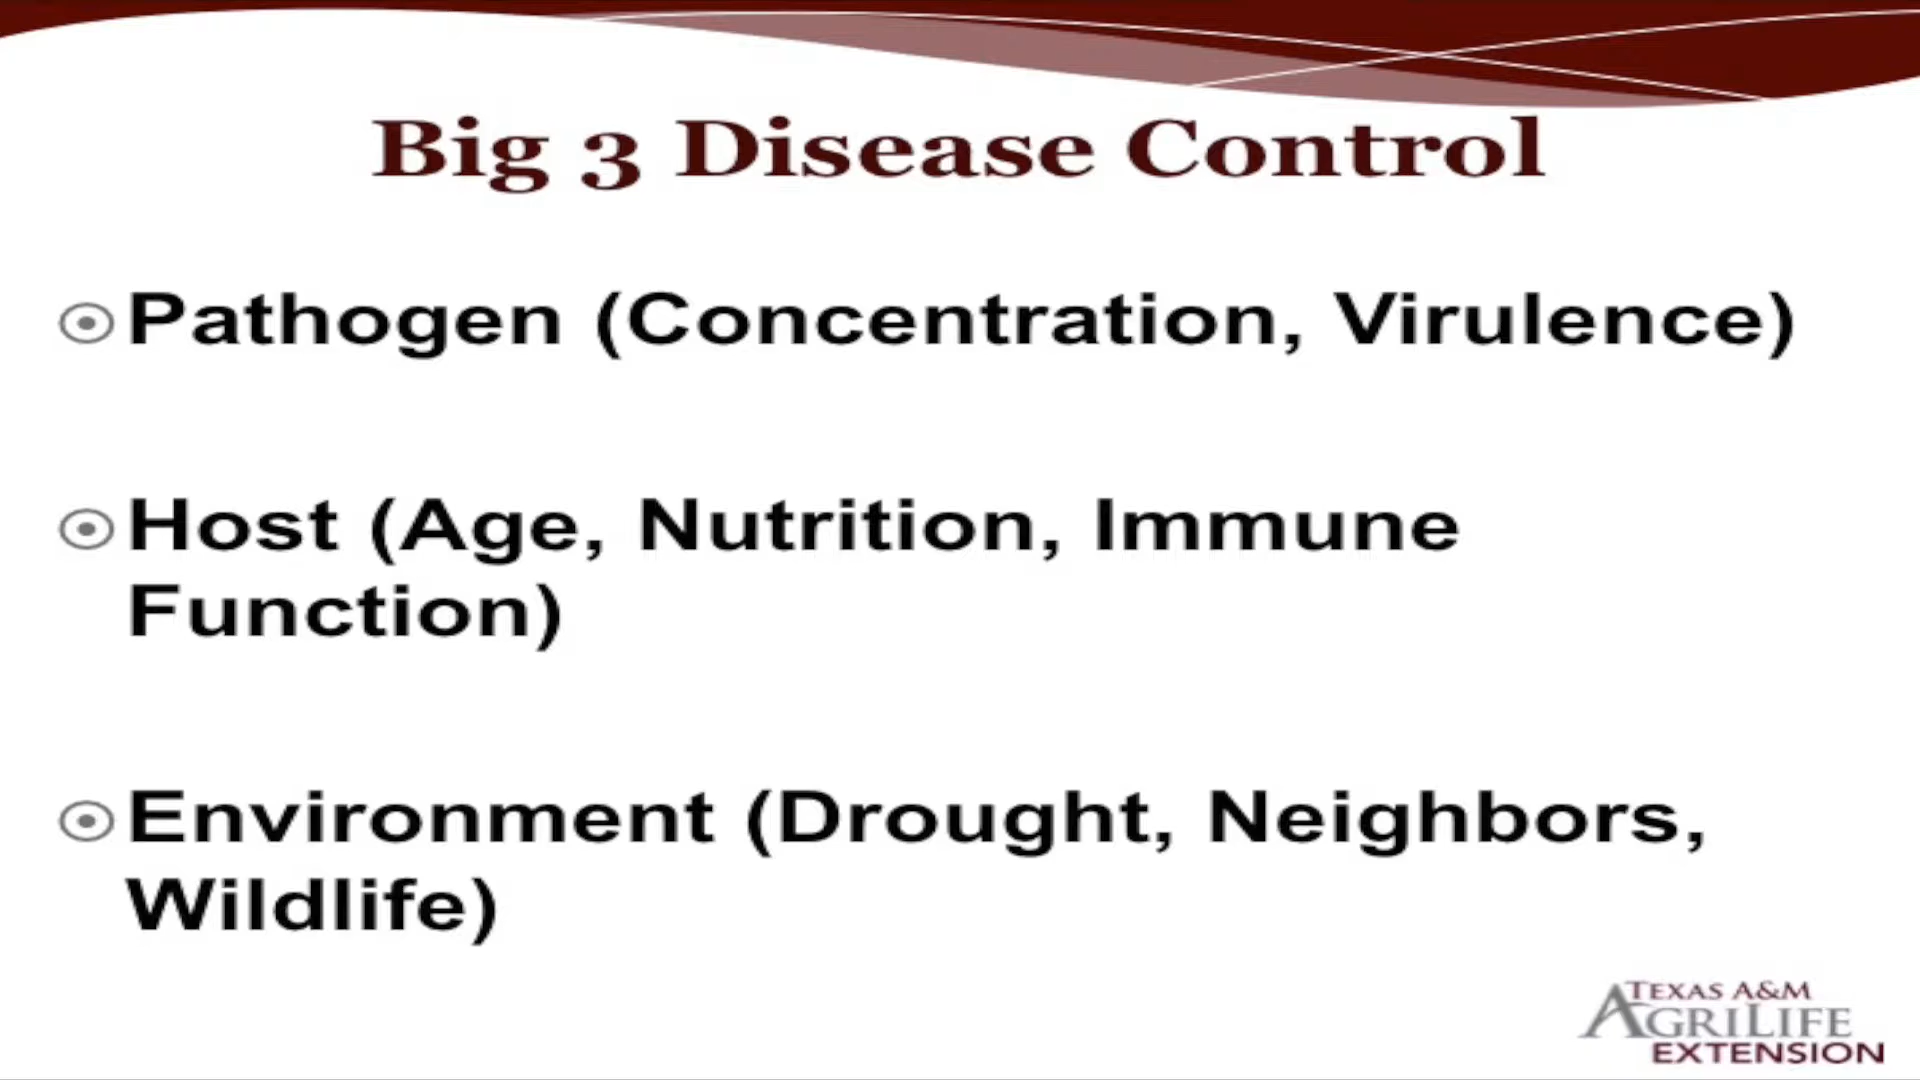 Big 3 Disease Control
Pathogen (Concentration, Virulence)
Host (Age, Nutrition, Immune
Function)
Environment (Drought, Neighbors,
Wildlife)
TEXAS A&M
AGRILIFE
EXTENSION